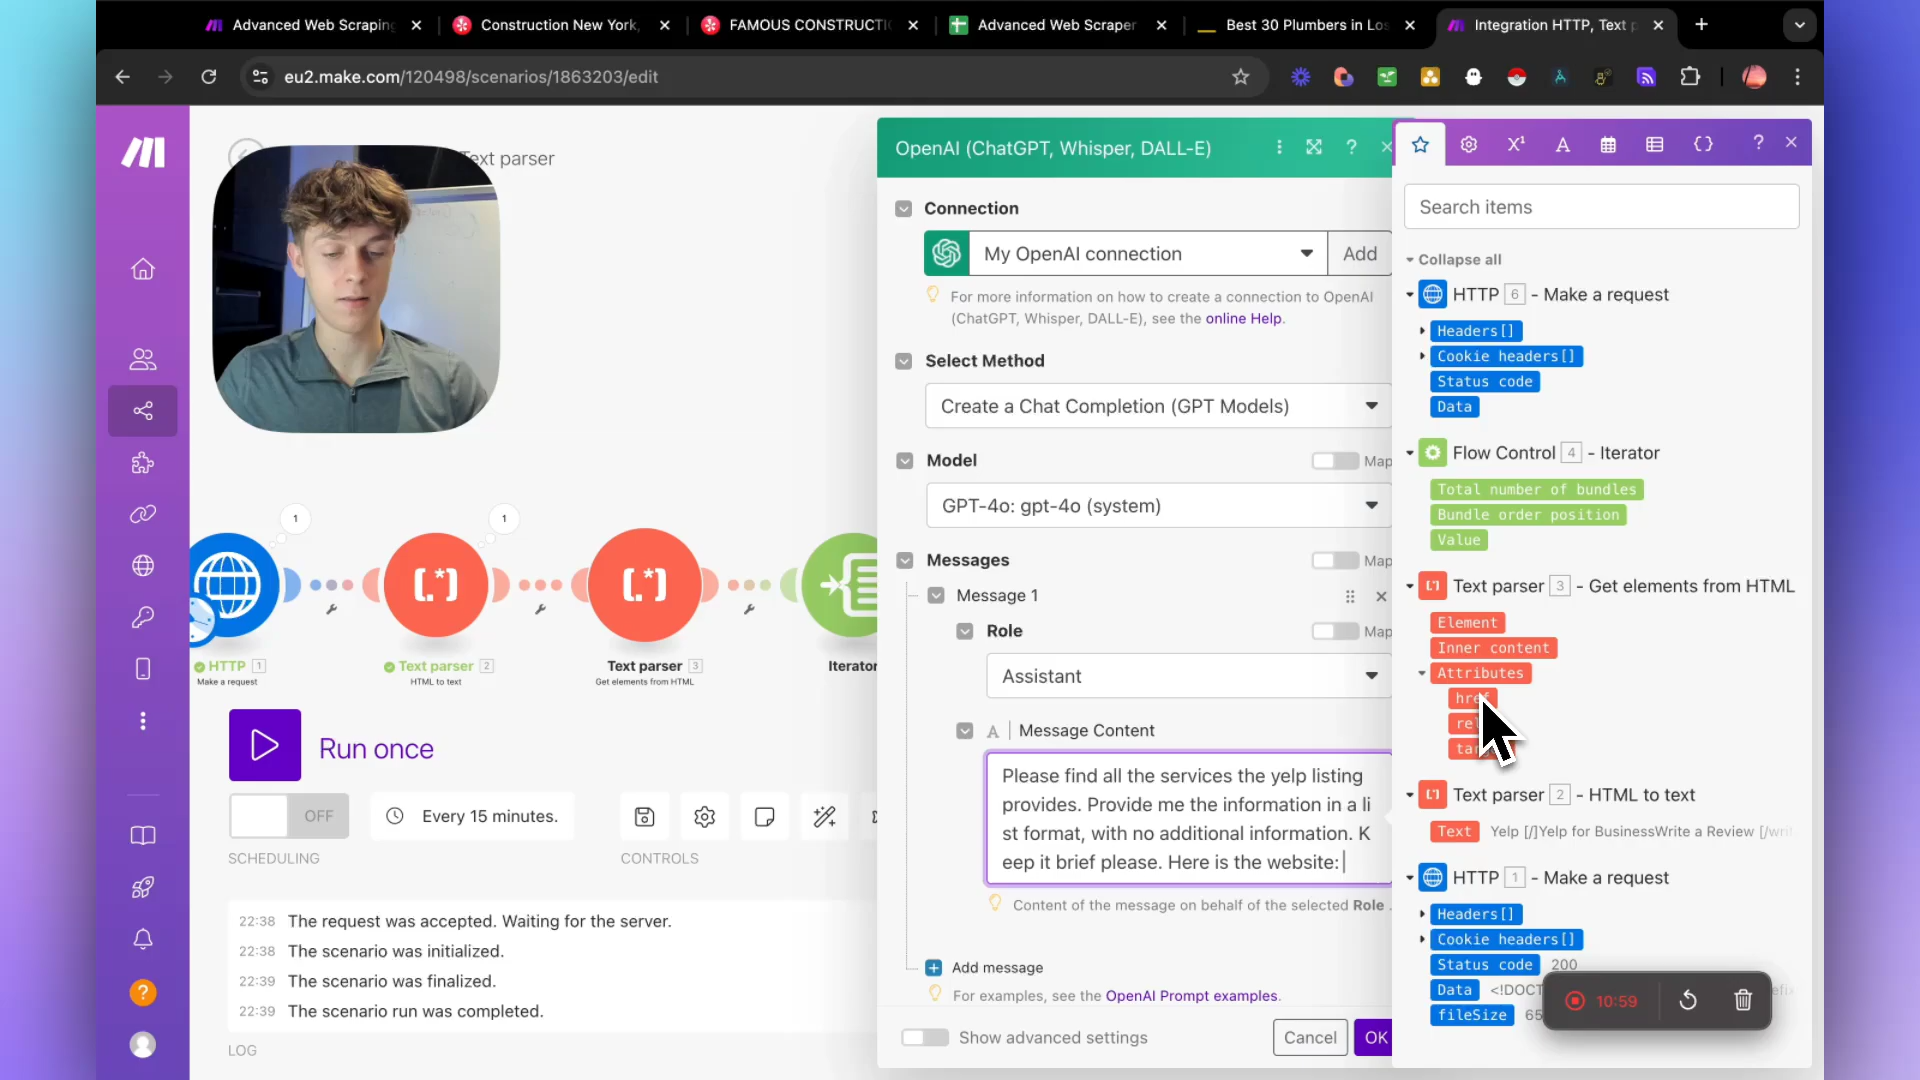 Advanced Web Scraping
Construction New York,
FAMOUS CONSTRUCTI
Advanced Web Scraper
Best 30 Plumbers in Los
Integration HTTP, Text p
eu2.make.com/120498/scenarios/1863203/edit
Text parser
1
1
HTTP 1
Make a request
Text parser 2
HTML to text
Text parser 3
Get elements from HTML
Iterator
Run once
OFF
Every 15 minutes.
SCHEDULING
CONTROLS
22:38 The request was accepted. Waiting for the server.
22:38 The scenario was initialized.
22:39 The scenario was finalized.
22:39 The scenario run was completed.
LOG
OpenAI (ChatGPT, Whisper, DALL-E)
Connection
My OpenAI connection
Add
For more information on how to create a connection to OpenAI
(ChatGPT, Whisper, DALL-E), see the online Help.
Select Method
Create a Chat Completion (GPT Models)
Model
Map
GPT-4o: gpt-4o (system)
Messages
Map
Message 1
Role
Map
Assistant
A | Message Content
Please find all the services the yelp listing
provides. Provide me the information in a li
st format, with no additional information. K
eep it brief please. Here is the website:
Content of the message on behalf of the selected Role .
Add message
For examples, see the OpenAI Prompt examples.
Show advanced settings
Cancel
OK
Search items
Collapse all
HTTP 6 - Make a request
Headers[]
Cookie headers[]
Status code
Data
Flow Control 4 - Iterator
Total number of bundles
Bundle order position
Value
Text parser 3 - Get elements from HTML
Element
Inner content
Attributes
href
Text parser 2 - HTML to text
Text Yelp [/]Yelp for BusinessWrite a Review [/wri
HTTP 1 - Make a request
Headers[]
Cookie headers[]
Status code 200
Data <!DOCT
fileSize 65
10:59